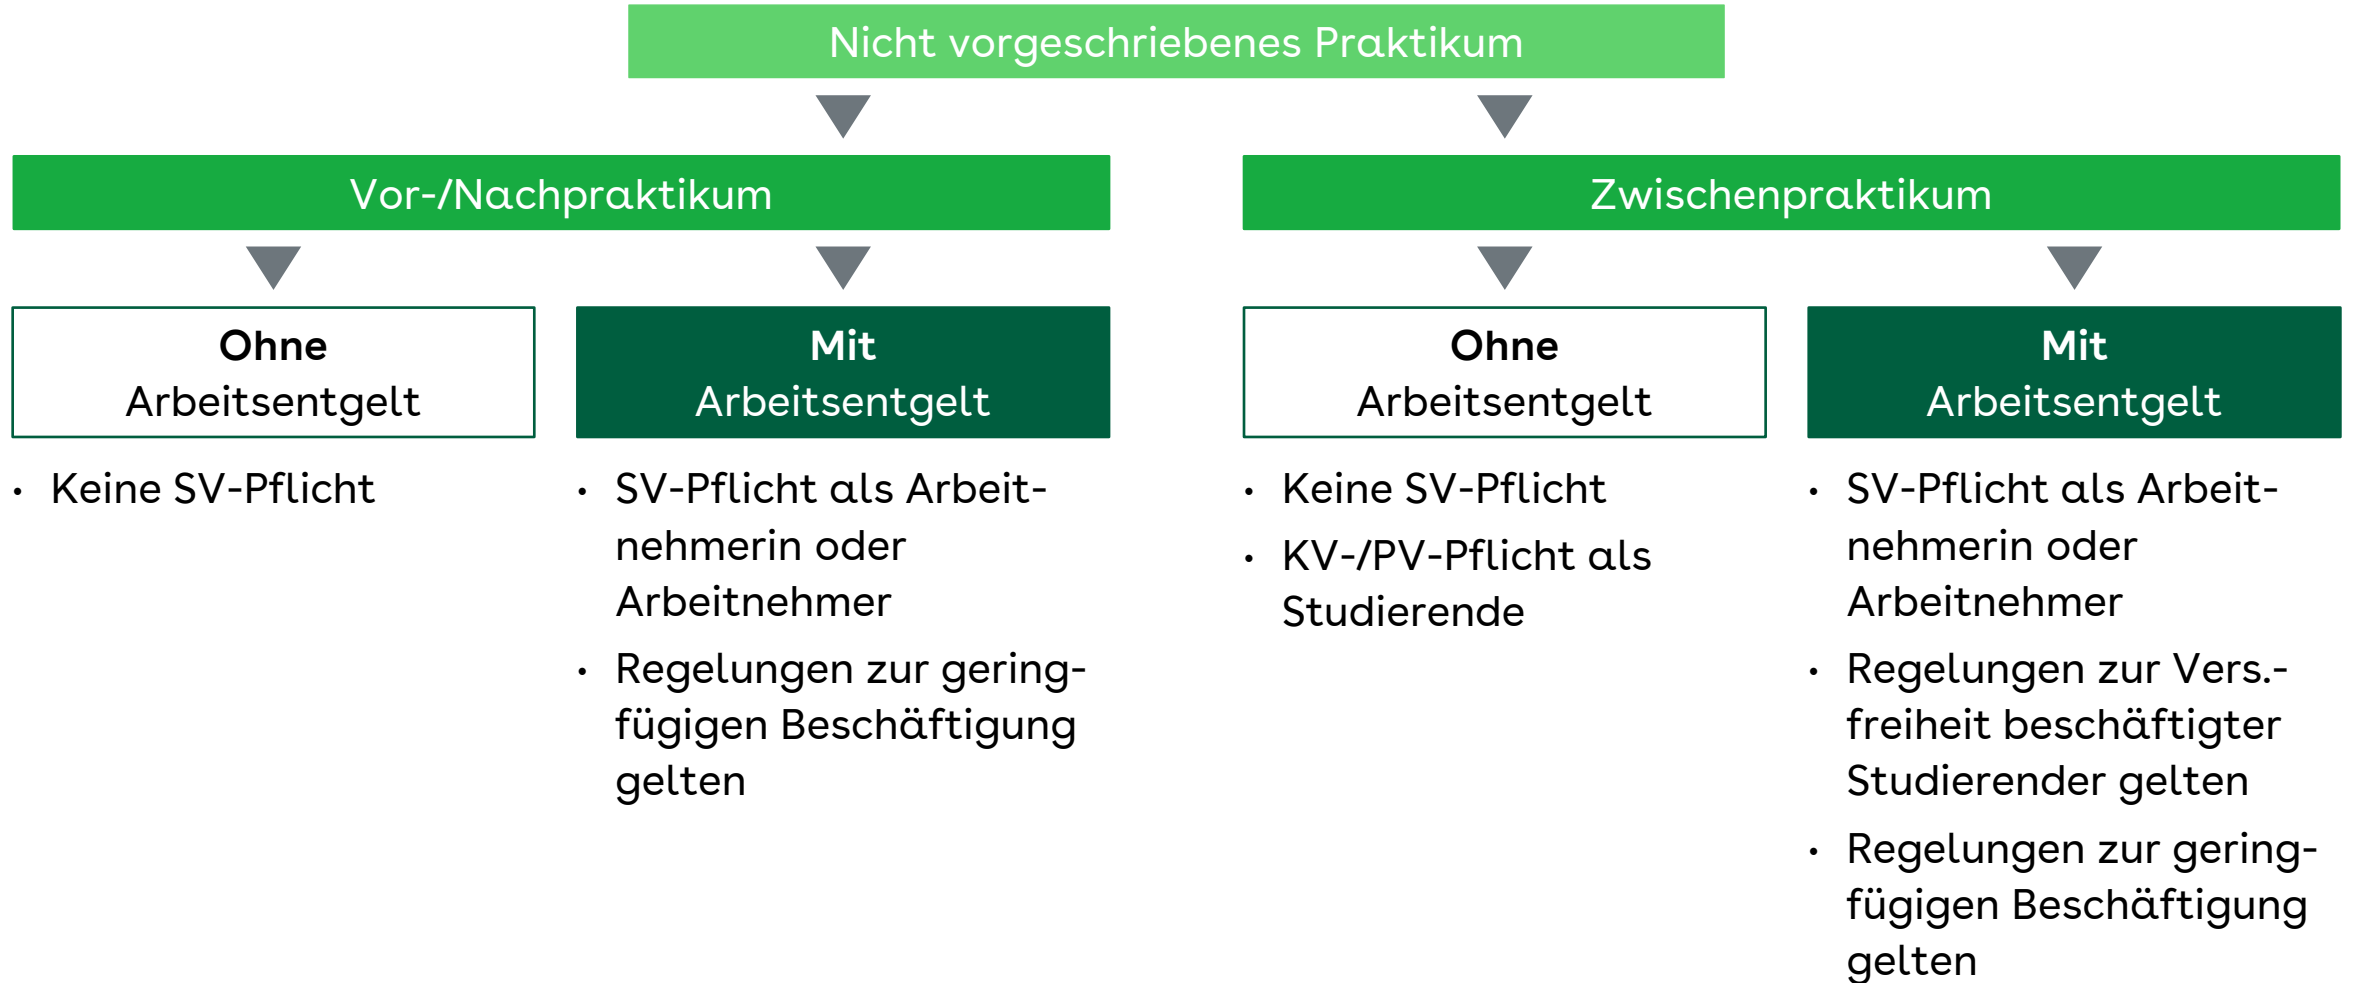 Nicht vorgeschriebenes Praktikum
Vor-/Nachpraktikum
Ohne
Arbeitsentgelt
• Keine SV-Pflicht
Mit
Arbeitsentgelt
• SV-Pflicht als Arbeit-
nehmerin oder
Arbeitnehmer
• Regelungen zur gering-
fügigen Beschäftigung
gelten
Zwischenpraktikum
Ohne
Arbeitsentgelt
• Keine SV-Pflicht
• KV-/PV-Pflicht als
Studierende
Mit
Arbeitsentgelt
• SV-Pflicht als Arbeit-
nehmerin oder
Arbeitnehmer
• Regelungen zur Vers.-
freiheit beschäftigter
Studierender gelten
• Regelungen zur gering-
fügigen Beschäftigung
gelten